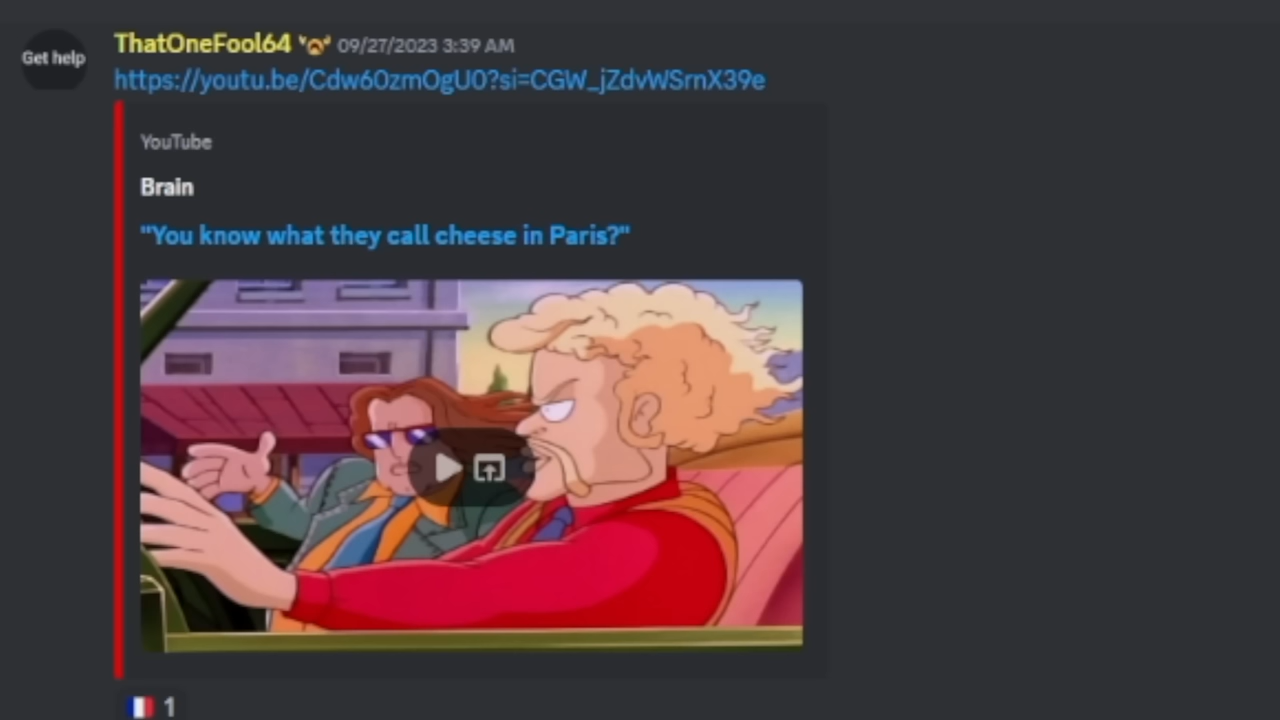 Get help
ThatOneFool64 09/27/2023 3:39 AM
https://youtu.be/Cdw60zmOgU0?si=CGW_jZdvWSrnX39e
YouTube
Brain
"You know what they call cheese in Paris?"
1